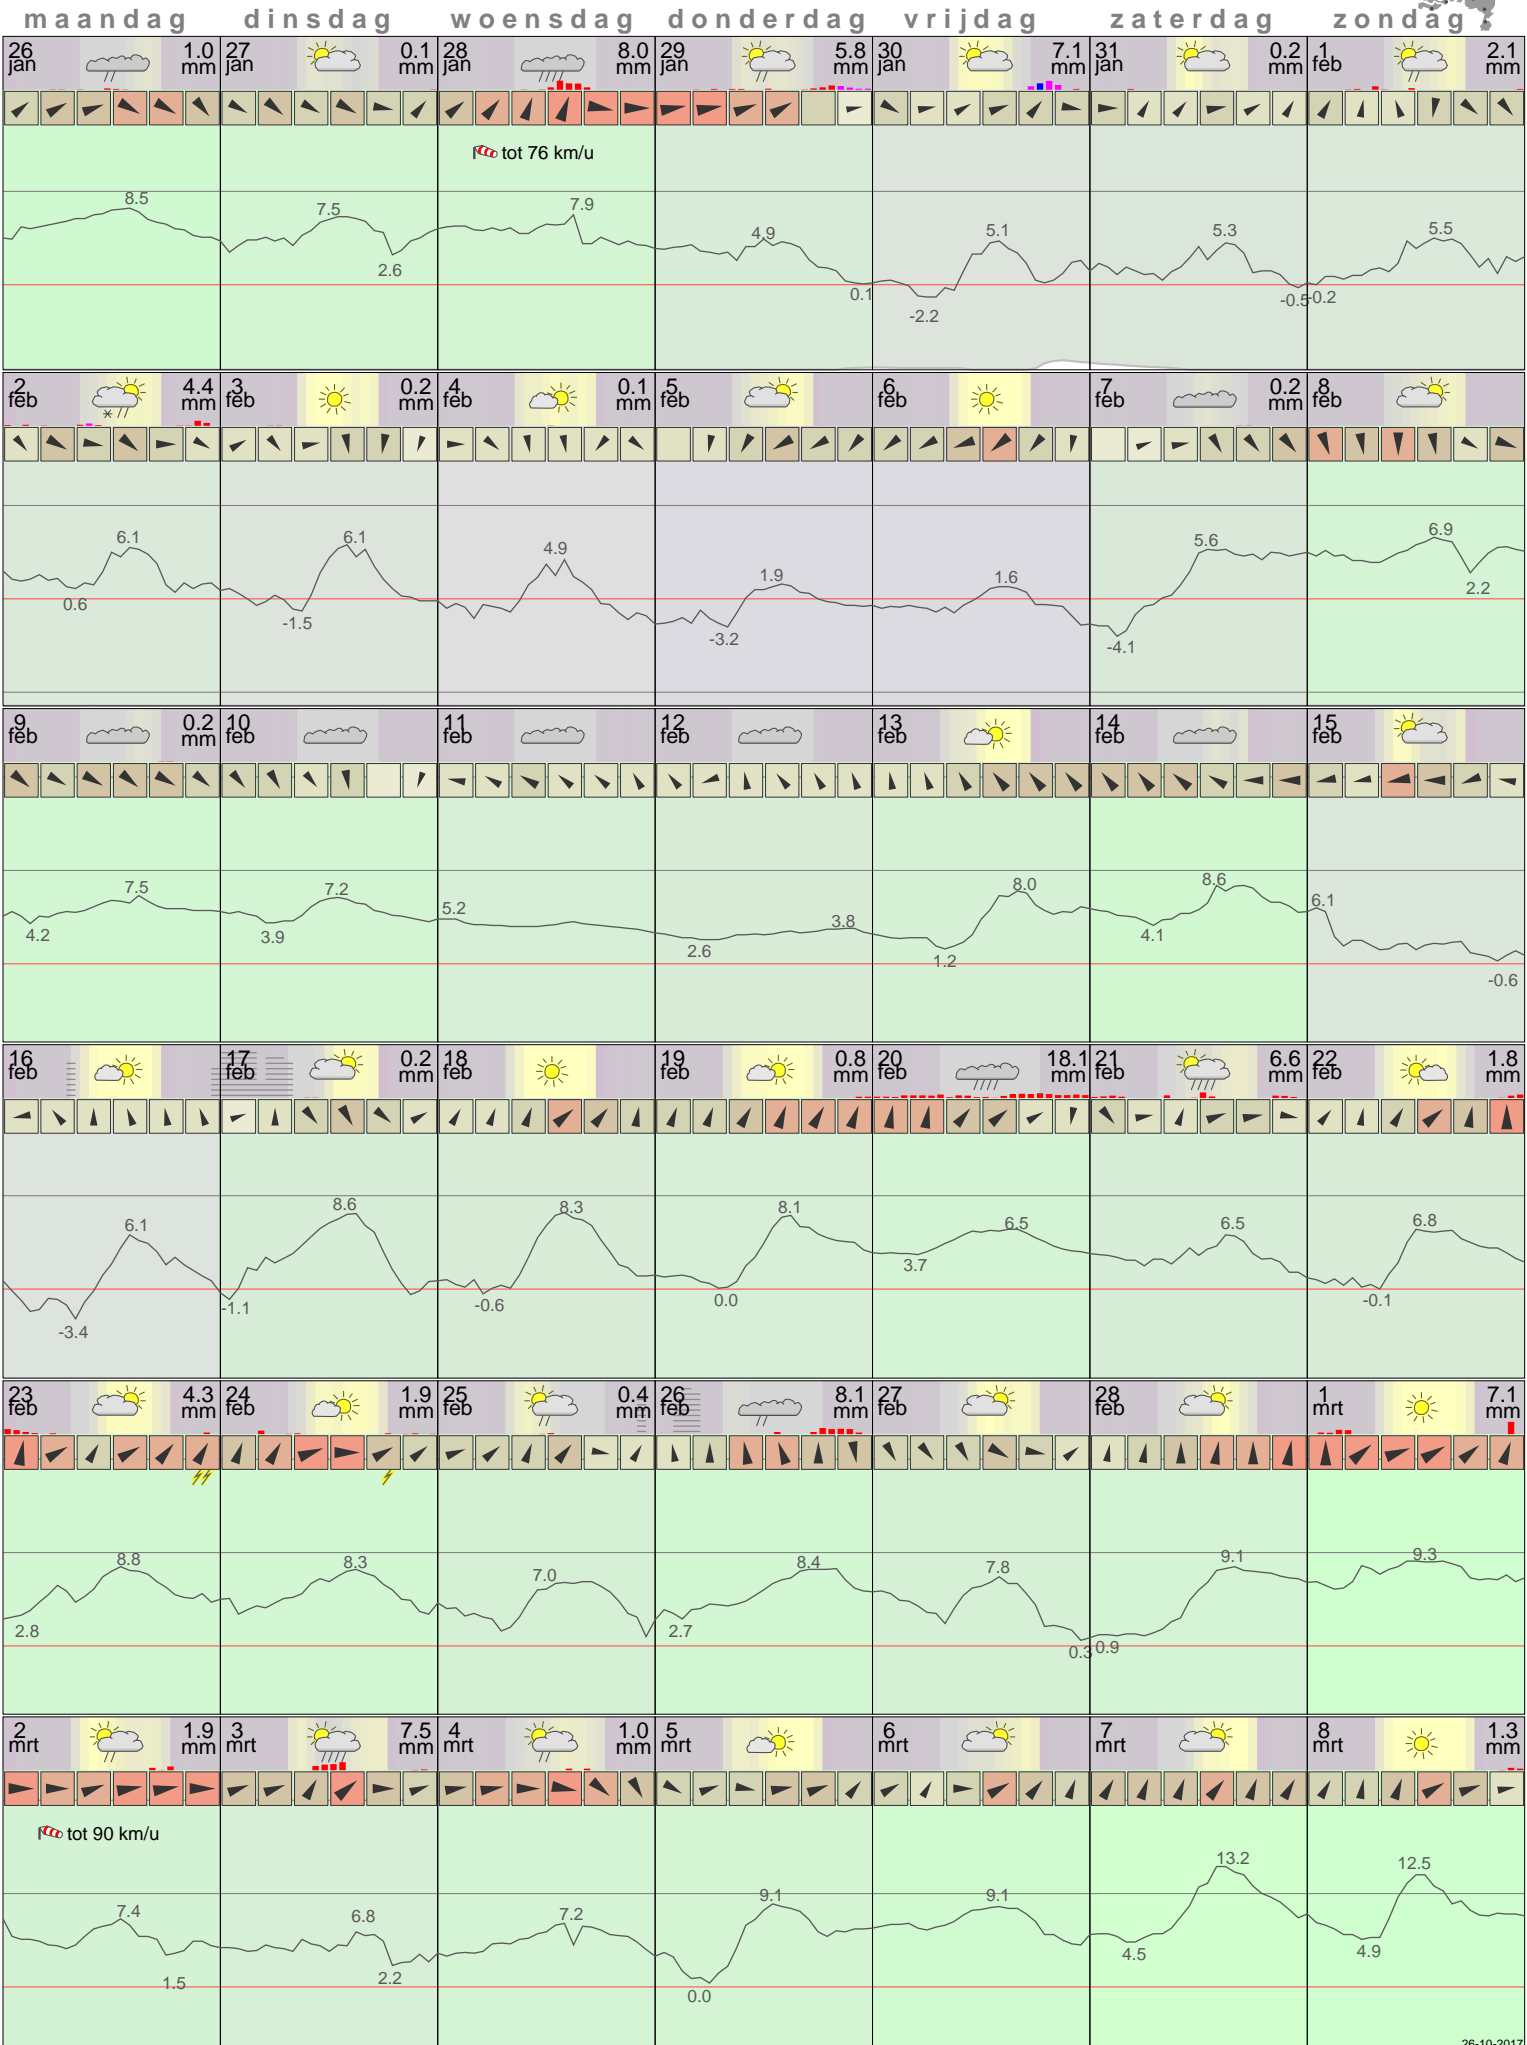 maandag dinsdag woensdag donderdag vrijdag zaterdag zondag
26 jan 1.0 mm 27 jan 0.1 mm 28 jan 8.0 mm 29 jan 5.8 mm 30 jan 7.1 mm 31 jan 0.2 mm 1 feb 2.1 mm
tot 76 km/u
8.5 7.5 2.6 7.9 4.9 0.1 -2.2 5.1 5.3 -0.5 -0.2 5.5
2 feb 4.4 mm 3 feb 0.2 mm 4 feb 0.1 mm 5 feb 6 feb 7 feb 0.2 mm 8 feb
0.6 6.1 -1.5 6.1 4.9 -3.2 1.9 1.6 -4.1 5.6 6.9 2.2
9 feb 0.2 mm 10 feb 11 feb 12 feb 13 feb 14 feb 15 feb
4.2 7.5 3.9 7.2 5.2 2.6 3.8 1.2 8.0 4.1 8.6 6.1 -0.6
16 feb 17 feb 0.2 mm 18 feb 19 feb 0.8 mm 20 feb 18.1 mm 21 feb 6.6 mm 22 feb 1.8 mm
-3.4 6.1 -1.1 8.6 -0.6 8.3 0.0 8.1 3.7 6.5 6.5 -0.1 6.8
23 feb 4.3 mm 24 feb 1.9 mm 25 feb 0.4 mm 26 feb 8.1 mm 27 feb 28 feb 1 mrt 7.1 mm
2.8 8.8 8.3 7.0 2.7 8.4 7.8 0.3 0.9 9.1 9.3
2 mrt 1.9 mm 3 mrt 7.5 mm 4 mrt 1.0 mm 5 mrt 6 mrt 7 mrt 8 mrt 1.3 mm
tot 90 km/u
7.4 1.5 6.8 2.2 7.2 0.0 9.1 9.1 4.5 13.2 4.9 12.5
26-10-2017